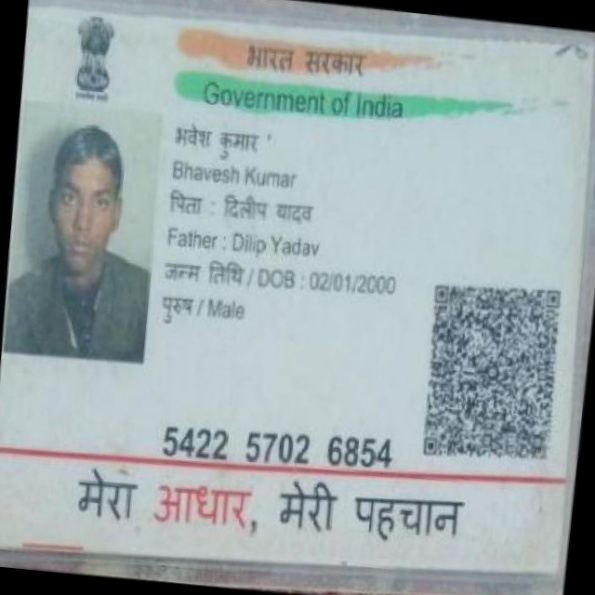 भारत सरकार
Government of India
भवेश कुमार
Bhavesh Kumar
पिता : दिलीप यादव
Father : Dilip Yadav
जन्म तिथि / DOB : 02/01/2000
पुरुष / Male
5422 5702 6854
मेरा आधार, मेरी पहचान